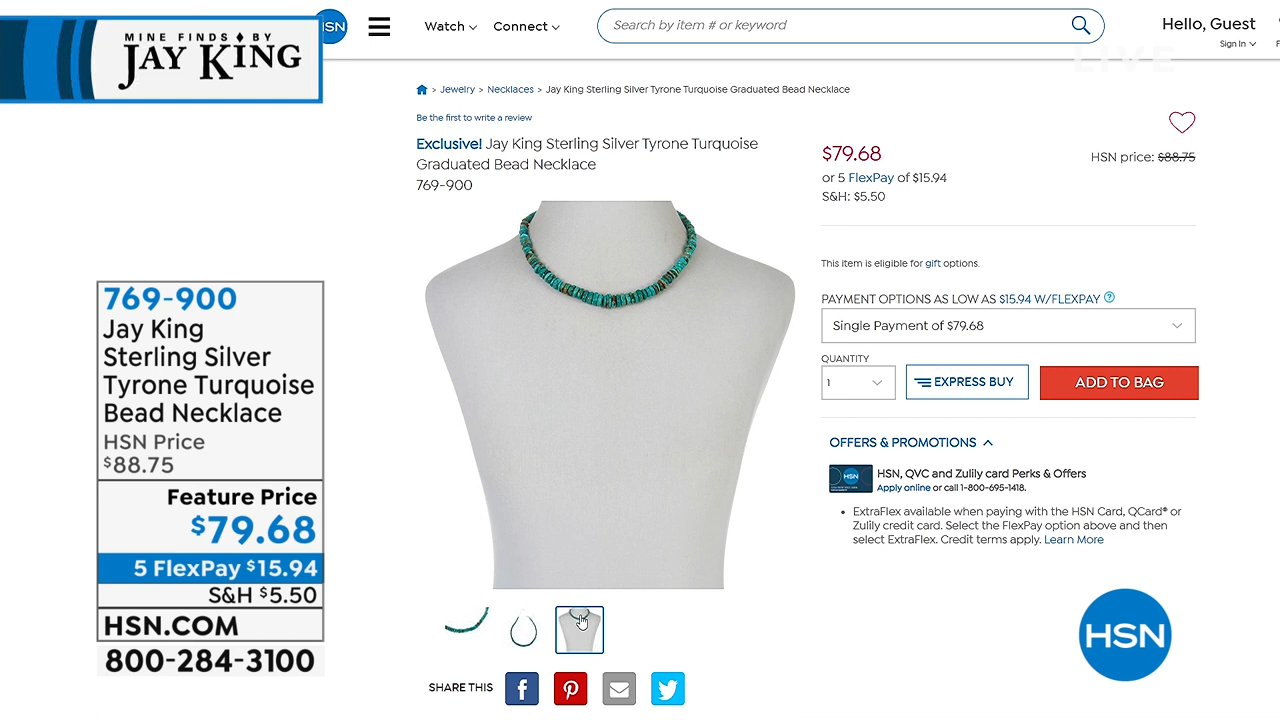 MINE FINDS BY
JAY KING
HSN
Watch
Connect
Search by item # or keyword
Hello, Guest
Sign In
LIVE
Jewelry > Necklaces > Jay King Sterling Silver Tyrone Turquoise Graduated Bead Necklace
Be the first to write a review
Exclusive! Jay King Sterling Silver Tyrone Turquoise
Graduated Bead Necklace
769-900
$79.68
HSN price: $88.75
or 5 FlexPay of $15.94
S&H: $5.50
This item is eligible for gift options.
PAYMENT OPTIONS AS LOW AS $15.94 W/FLEXPAY ?
Single Payment of $79.68
QUANTITY
1
EXPRESS BUY
ADD TO BAG
OFFERS & PROMOTIONS
HSN
HSN, QVC and Zulily card Perks & Offers
Apply online or call 1-800-695-1418.
• ExtraFlex available when paying with the HSN Card, QCard® or
Zulily credit card. Select the FlexPay option above and then
select ExtraFlex. Credit terms apply. Learn More
SHARE THIS
769-900
Jay King
Sterling Silver
Tyrone Turquoise
Bead Necklace
HSN Price
$88.75
Feature Price
$79.68
5 FlexPay $15.94
S&H $5.50
HSN.COM
800-284-3100
HSN